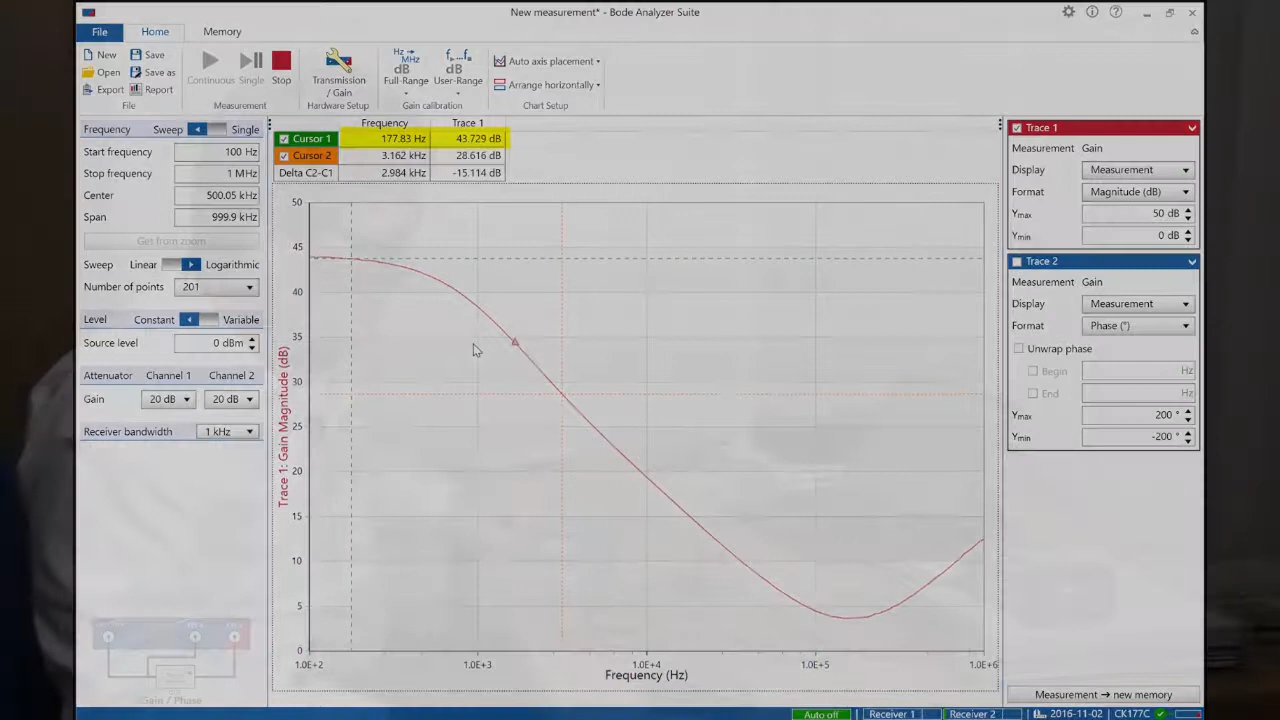 New measurement* - Bode Analyzer Suite
File Home Memory
New Save
Open Save as
Export Report
File
Continuous Single Stop
Measurement
Transmission
/ Gain
Hardware Setup
Hz
MHz
dB
Full-Range
f...f
dB
User-Range
Gain calibration
Auto axis placement
Arrange horizontally
Chart Setup
Frequency Sweep Single
Start frequency 100 Hz
Stop frequency 1 MHz
Center 500.05 kHz
Span 999.9 kHz
Get from zoom
Sweep Linear Logarithmic
Number of points 201
Level Constant Variable
Source level 0 dBm
Attenuator Channel 1 Channel 2
Gain 20 dB 20 dB
Receiver bandwidth 1 kHz
Gain / Phase
Frequency Trace 1
Cursor 1 177.83 Hz 43.729 dB
Cursor 2 3.162 kHz 28.616 dB
Delta C2-C1 2.984 kHz -15.114 dB
Trace 1: Gain Magnitude (dB)
50
45
40
35
30
25
20
15
10
5
0
1.0E+2 1.0E+3 1.0E+4 1.0E+5 1.0E+6
Frequency (Hz)
Trace 1
Measurement Gain
Display Measurement
Format Magnitude (dB)
Ymax 50 dB
Ymin 0 dB
Trace 2
Measurement Gain
Display Measurement
Format Phase (°)
Unwrap phase
Begin Hz
End Hz
Ymax 200 °
Ymin -200 °
Measurement → new memory
Auto off Receiver 1 Receiver 2 2016-11-02 CK177C